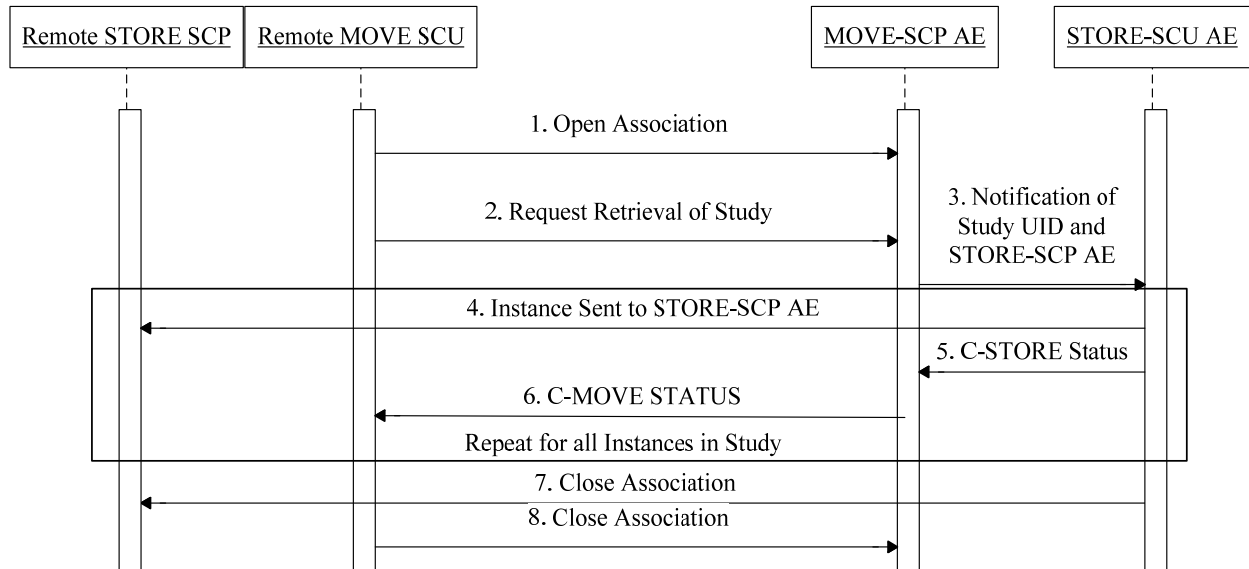 Remote STORE SCP
Remote MOVE SCU
MOVE-SCP AE
STORE-SCU AE
1. Open Association
2. Request Retrieval of Study
3. Notification of
Study UID and
STORE-SCP AE
4. Instance Sent to STORE-SCP AE
5. C-STORE Status
6. C-MOVE STATUS
Repeat for all Instances in Study
7. Close Association
8. Close Association